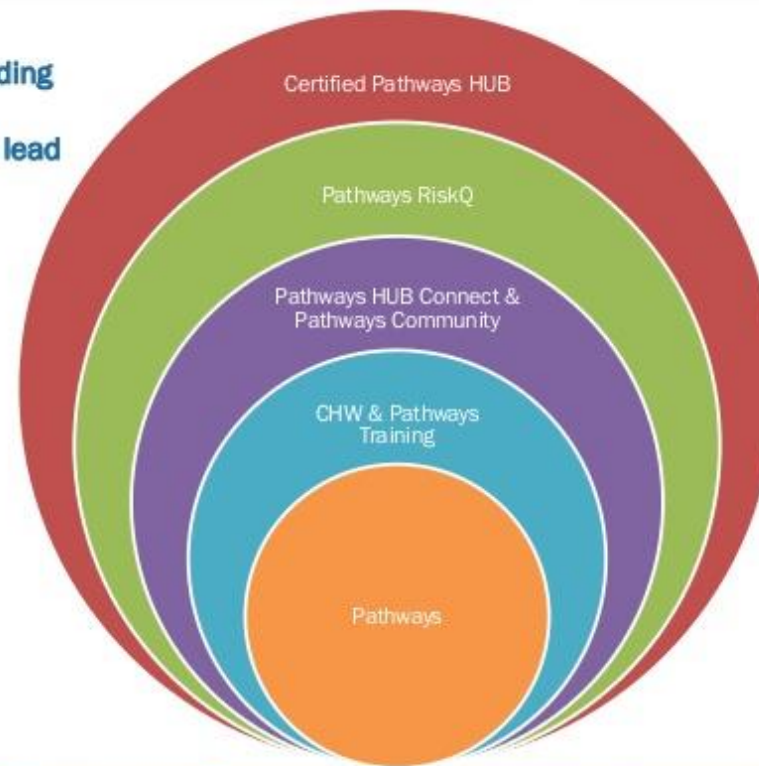 ding
lead
Certified Pathways HUB
Pathways RiskQ
Pathways HUB Connect &
Pathways Community
CHW & Pathways
Training
Pathways